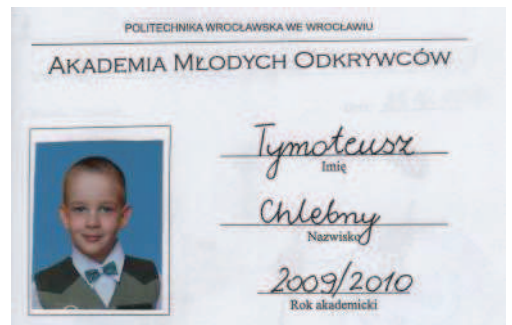 POLITECHNIKA WROCŁAWSKA WE WROCŁAWIU
AKADEMIA MŁODYCH ODKRYWCÓW
Tymoteusz
Imię
Chlebny
Nazwisko
2009/2010
Rok akademicki